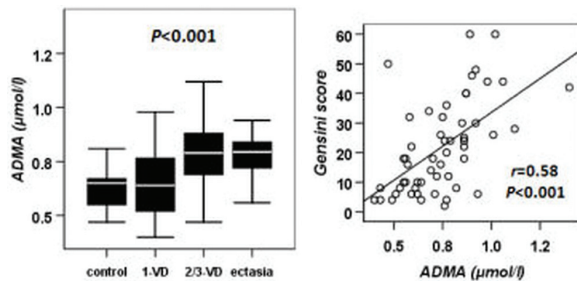 P<0.001
ADMA (μmol/l)
1.2
1.0
0.8
0.5
control 1-VD 2/3-VD ectasia
Gensini score
60
50
40
30
20
10
0
r=0.58
P<0.001
0.5 0.8 1.0 1.2
ADMA (μmol/l)